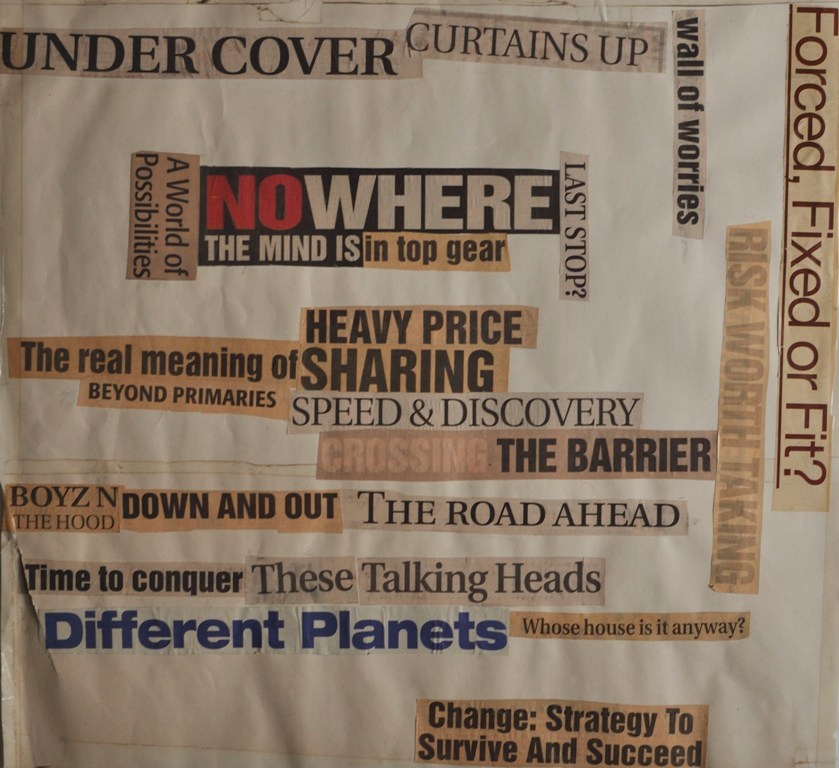 UNDER COVER
CURTAINS UP
wall of worries
Forced, Fixed or Fit?
A World of
Possibilities
NOWHERE
THE MIND IS in top gear
LAST STOP?
RISK WORTH TAKING
HEAVY PRICE
The real meaning of SHARING
BEYOND PRIMARIES
SPEED & DISCOVERY
CROSSING THE BARRIER
BOYZ N
THE HOOD
DOWN AND OUT
THE ROAD AHEAD
Time to conquer These Talking Heads
Different Planets
Whose house is it anyway?
Change: Strategy To
Survive And Succeed